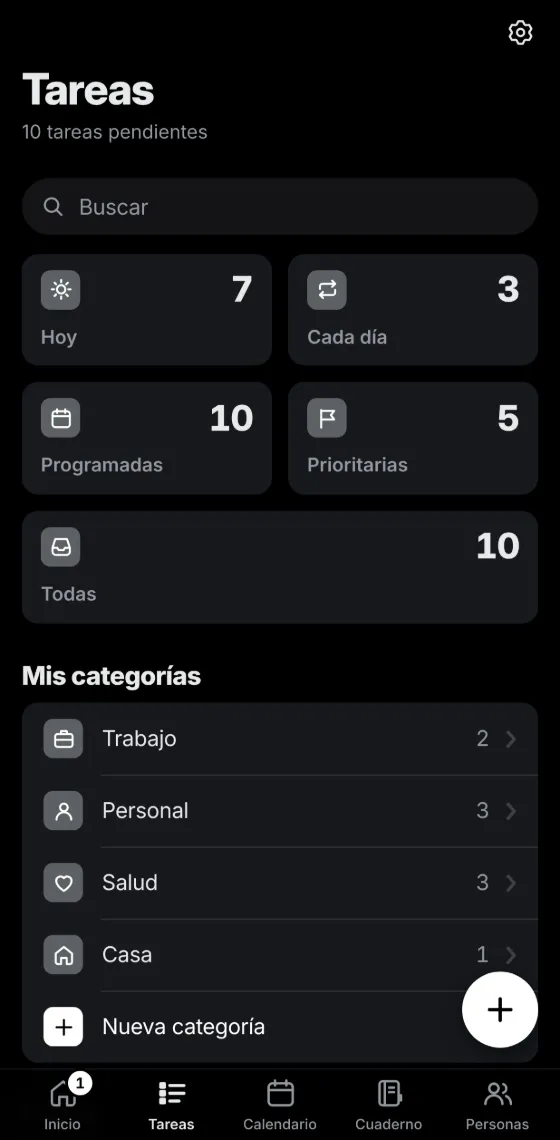 Tareas
10 tareas pendientes
Buscar
7
Hoy
3
Cada día
10
Programadas
5
Prioritarias
10
Todas
Mis categorías
Trabajo 2
Personal 3
Salud 3
Casa 1
Nueva categoría
1
Inicio
Tareas
Calendario
Cuaderno
Personas